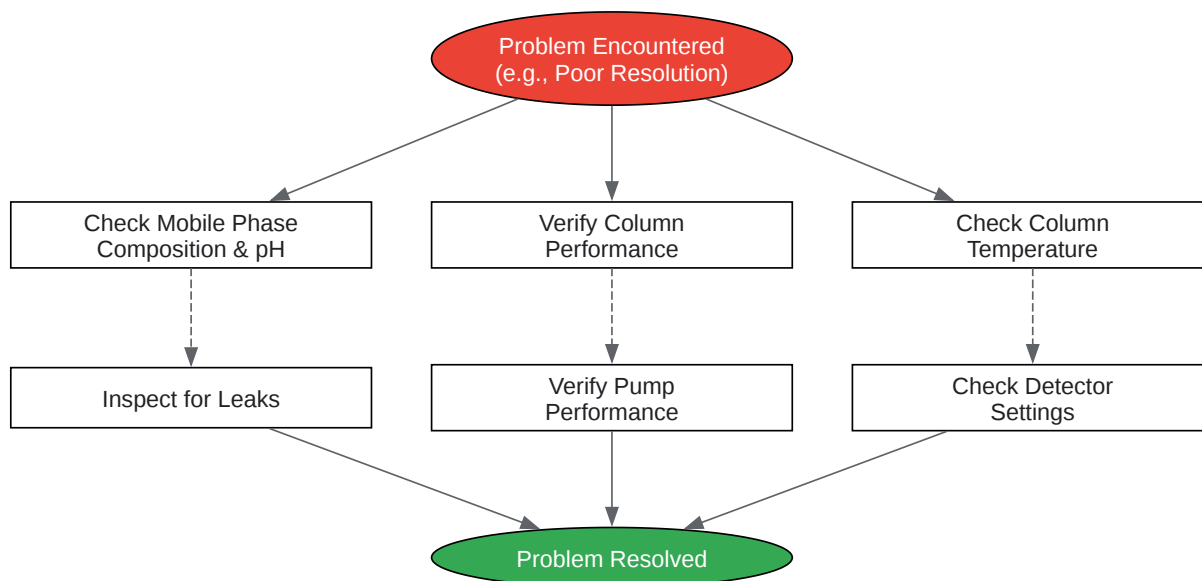 Problem Encountered
(e.g., Poor Resolution)
Check Mobile Phase
Composition & pH
Verify Column
Performance
Check Column
Temperature
Inspect for Leaks
Verify Pump
Performance
Check Detector
Settings
Problem Resolved